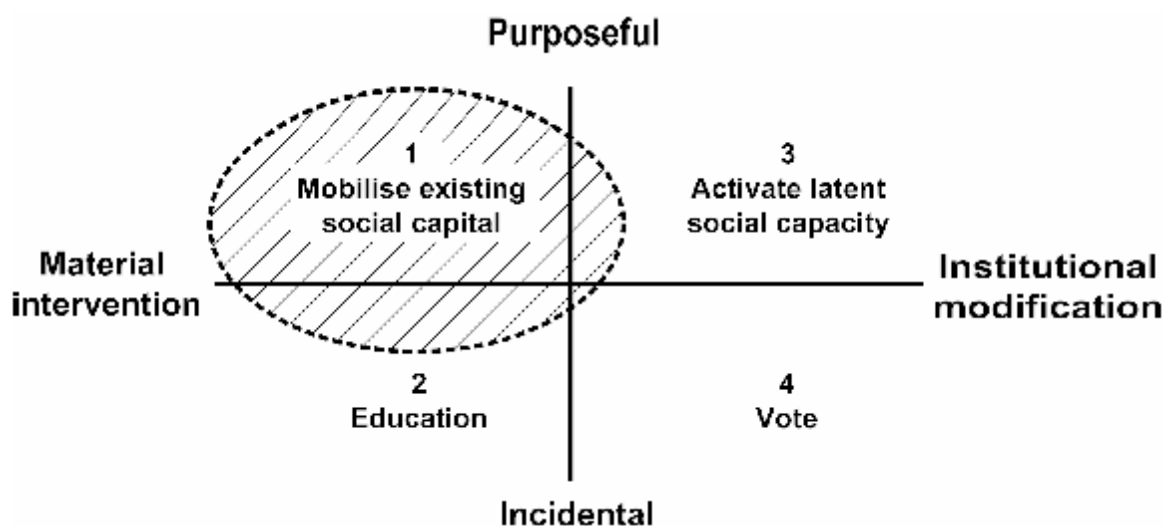 Purposeful
1
Mobilise existing
social capital
3
Activate latent
social capacity
Material
intervention
Institutional
modification
2
Education
4
Vote
Incidental